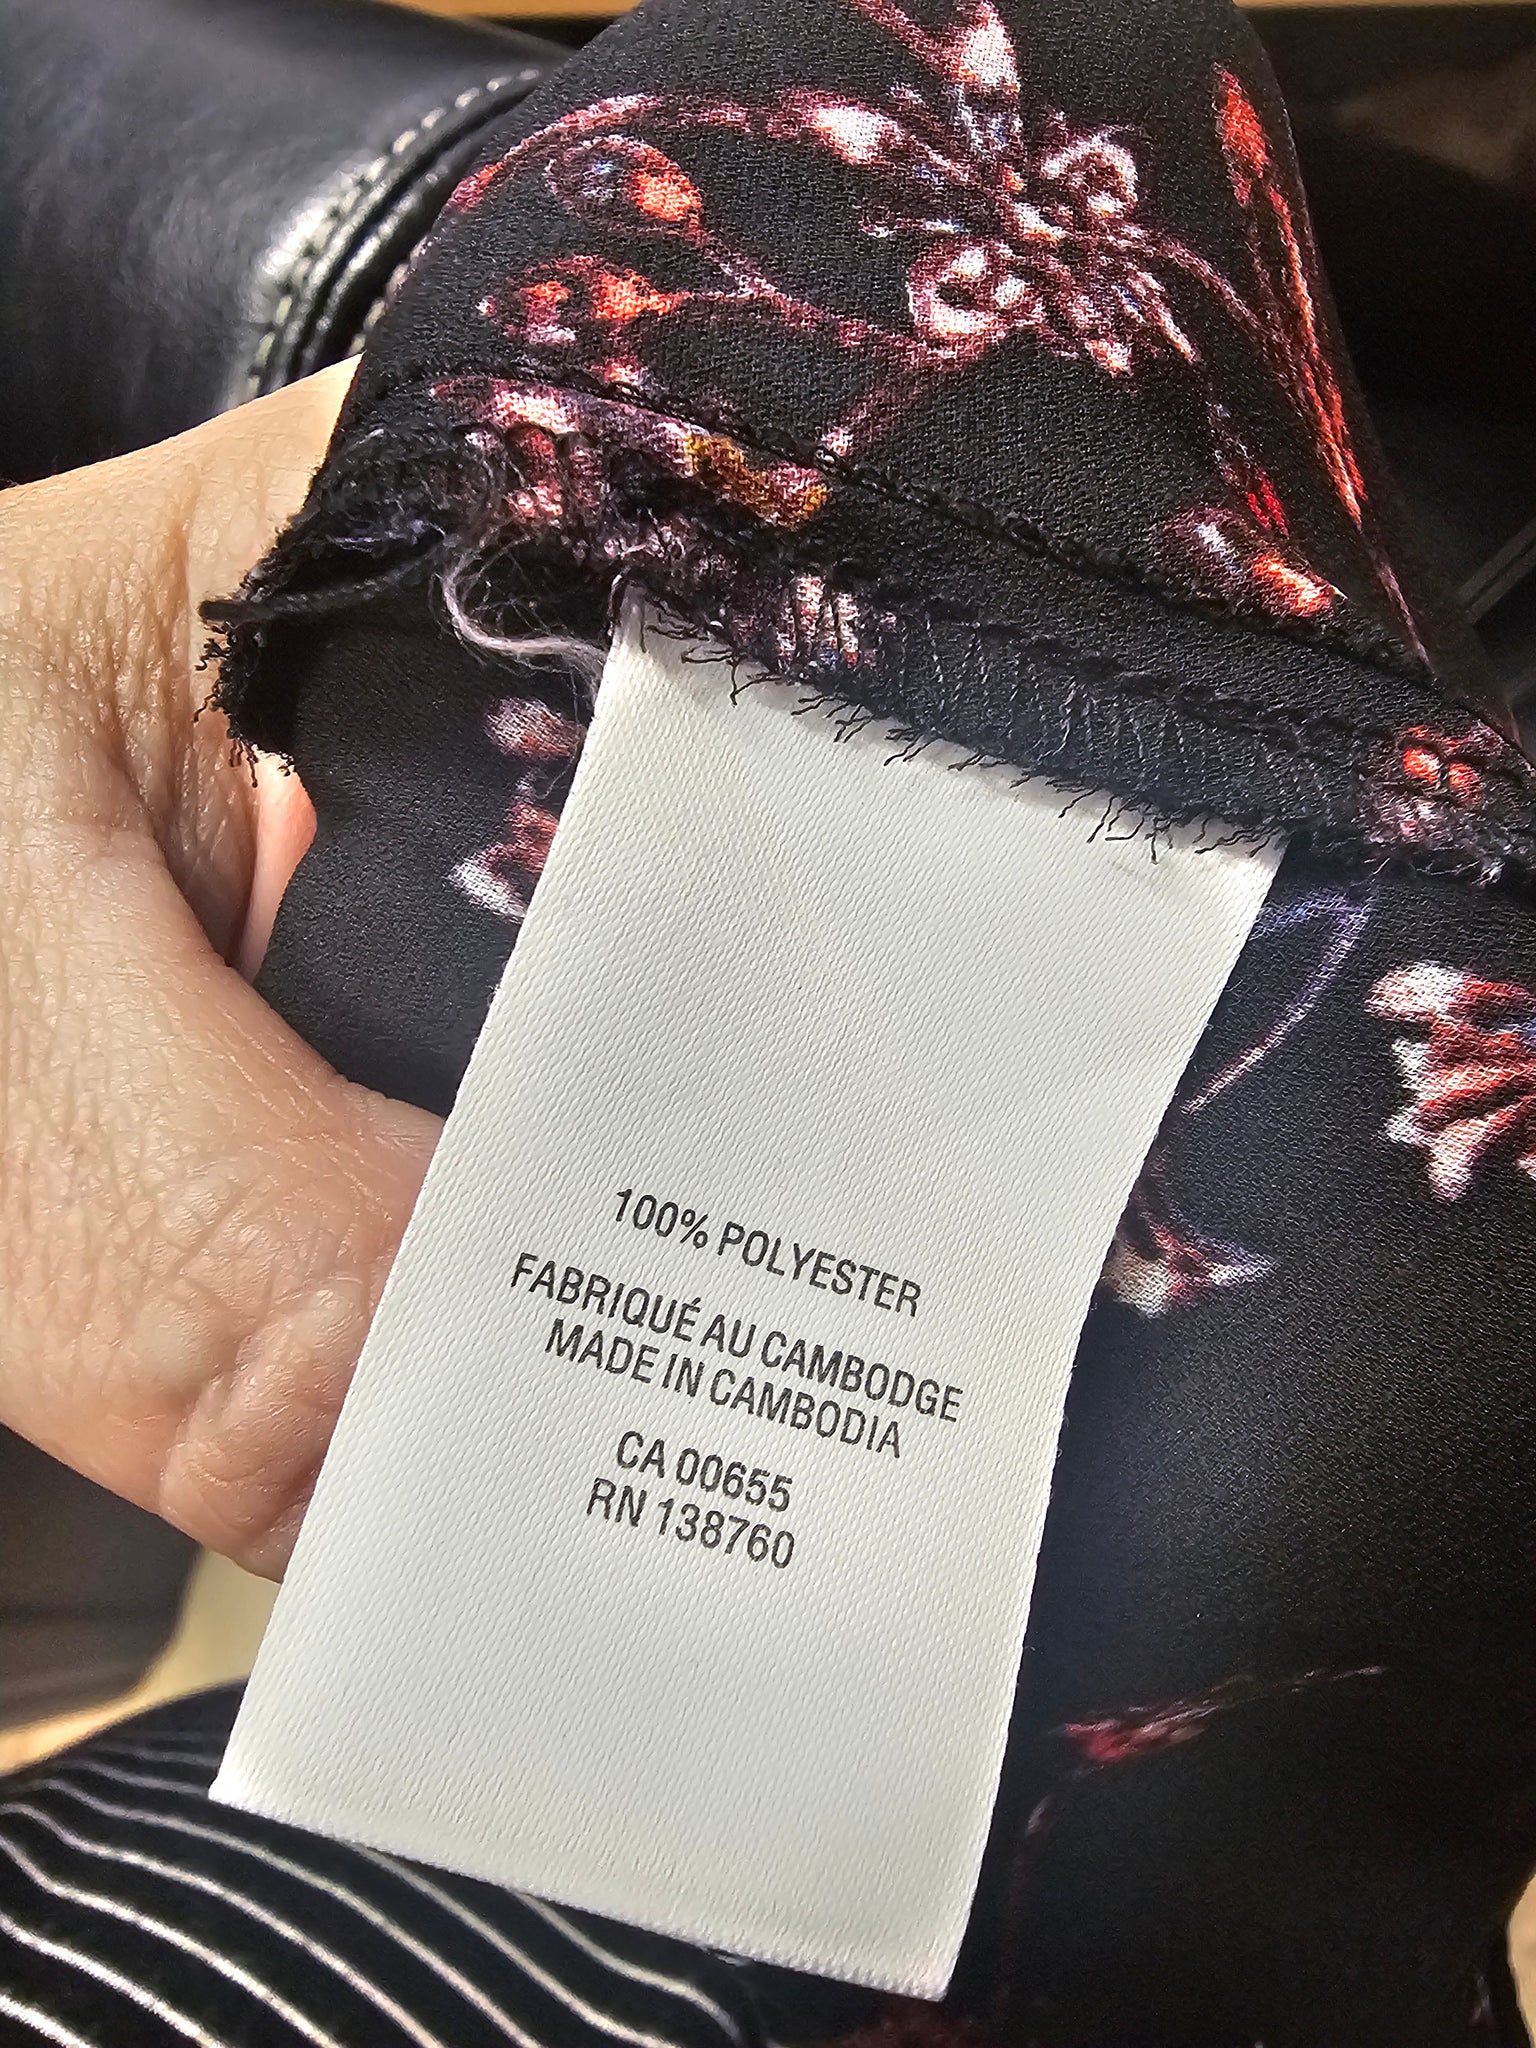 100% POLYESTER
FABRIQUÉ AU CAMBODGE
MADE IN CAMBODIA
CA 00655
RN 138760